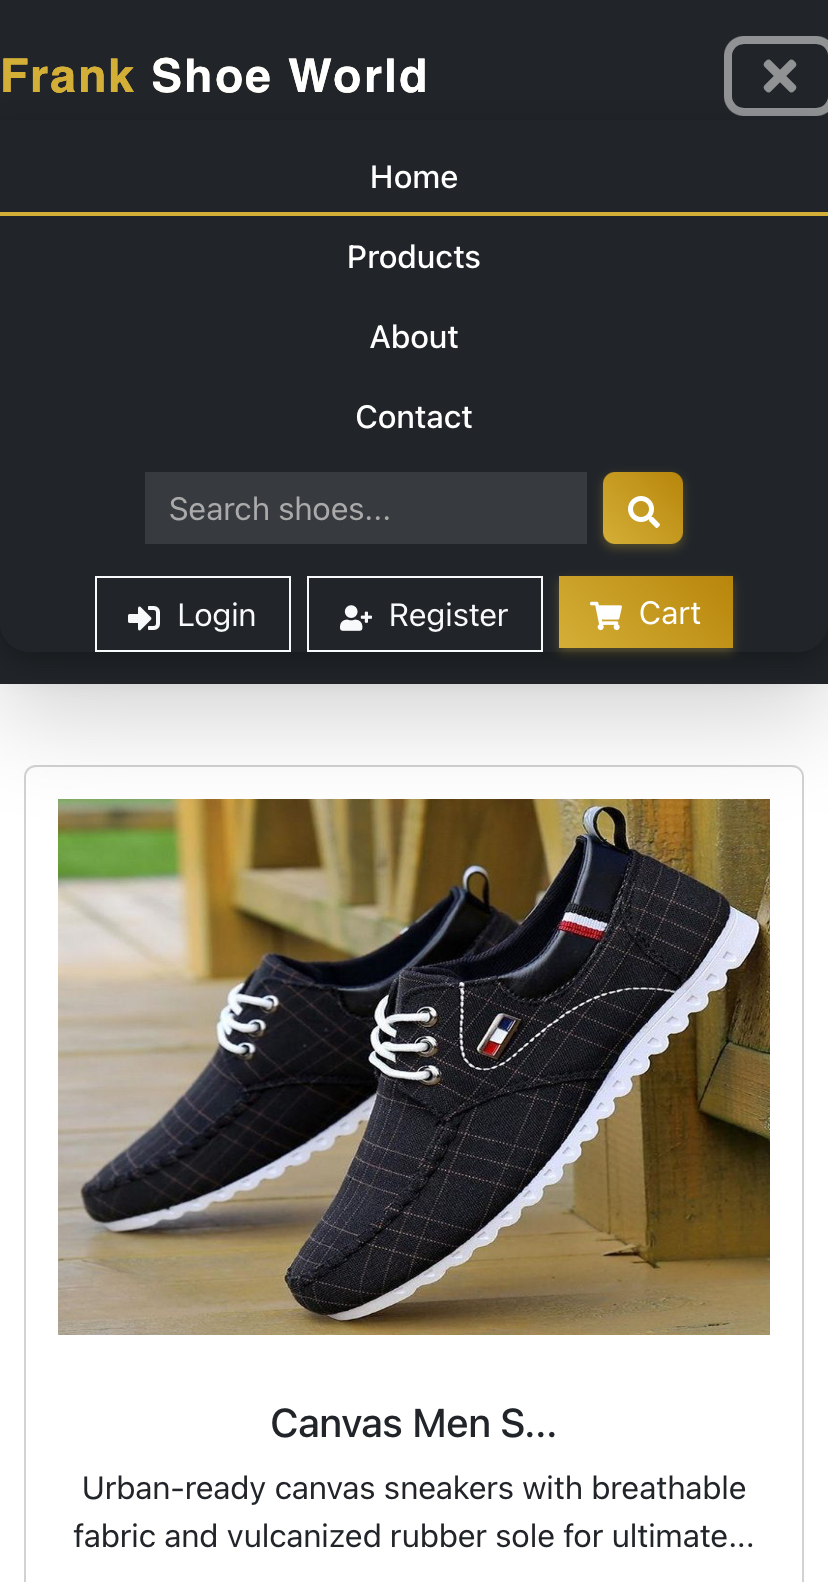 Frank Shoe World
Home
Products
About
Contact
Search shoes...
Login
Register
Cart
Canvas Men S...
Urban-ready canvas sneakers with breathable
fabric and vulcanized rubber sole for ultimate...